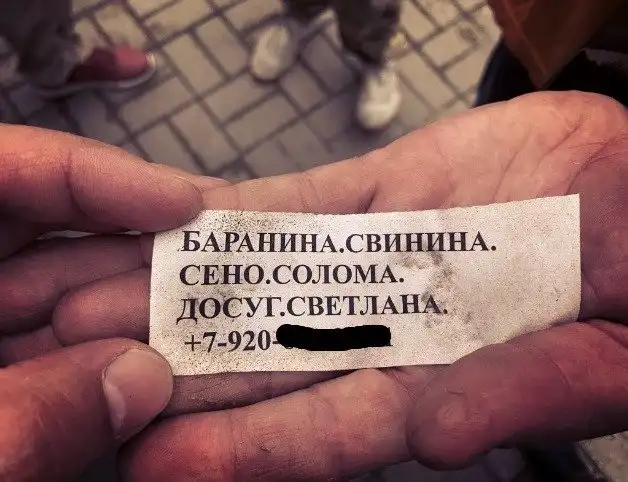 БАРАНИНА.СВИНИНА.
СЕНО.СОЛОМА.
ДОСУГ.СВЕТЛАНА.
+7-920-